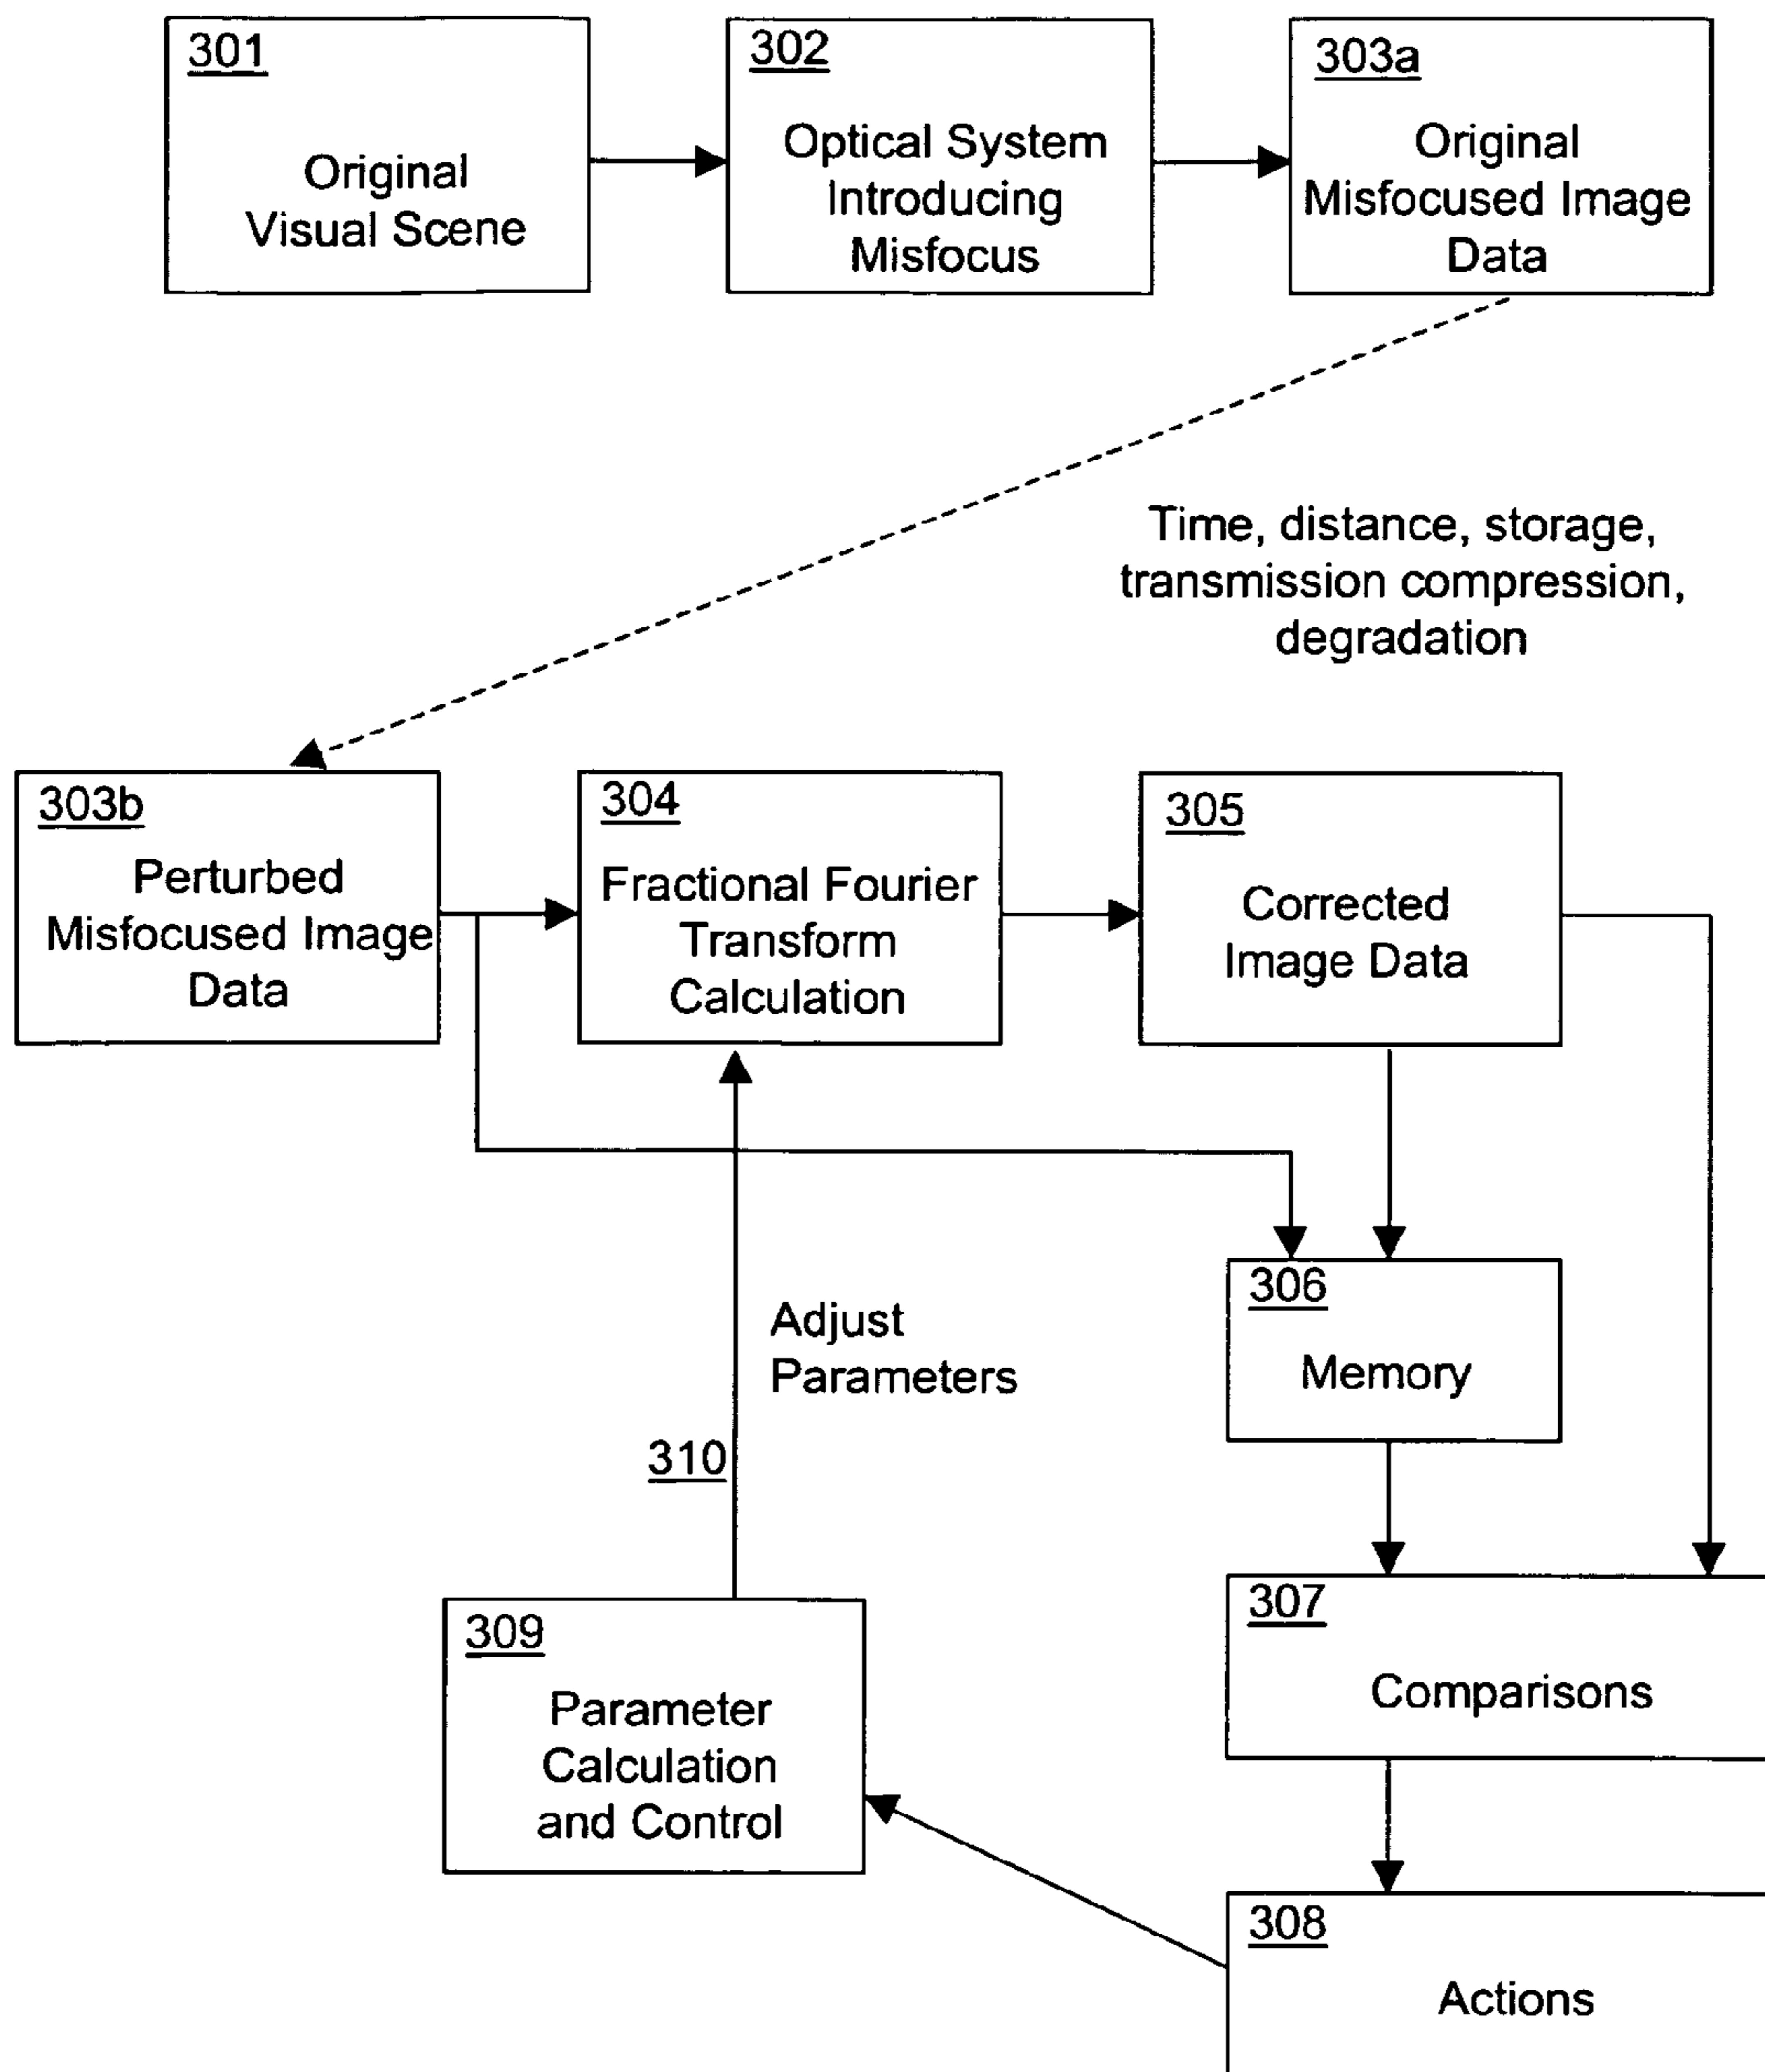 301
Original
Visual Scene
302
Optical System
Introducing
Misfocus
303a
Original
Misfocused Image
Data
Time, distance, storage,
transmission compression,
degradation
303b
Perturbed
Misfocused Image
Data
304
Fractional Fourier
Transform
Calculation
305
Corrected
Image Data
306
Memory
Adjust
Parameters
310
307
Comparisons
309
Parameter
Calculation
and Control
308
Actions